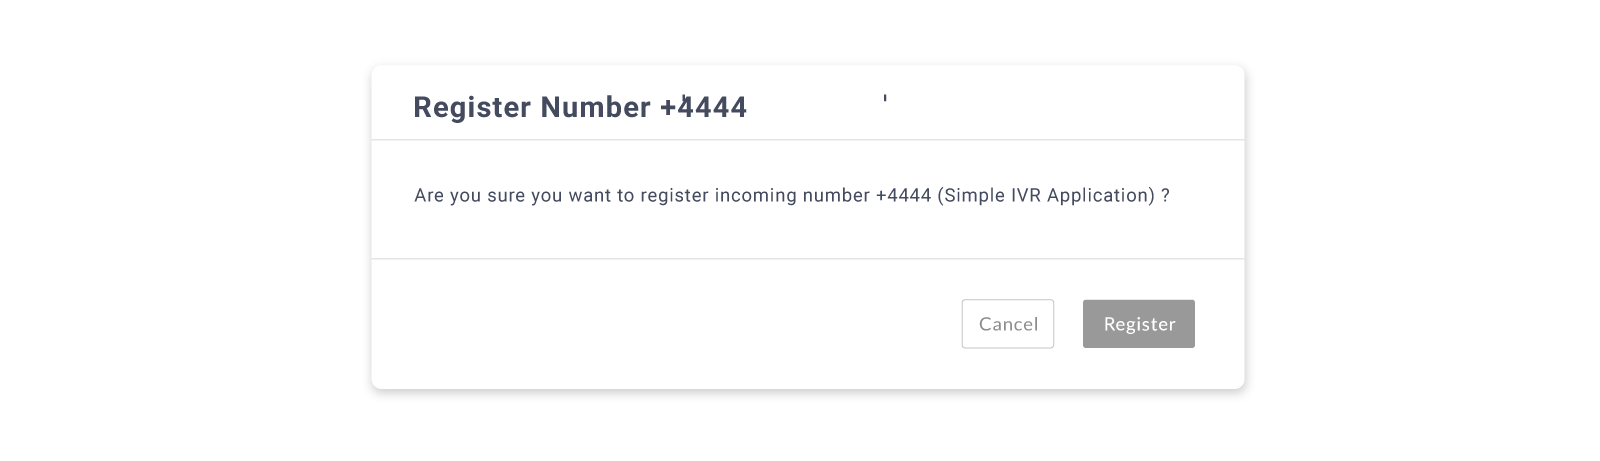 Register Number +4444
Are you sure you want to register incoming number +4444 (Simple IVR Application) ?
Cancel
Register